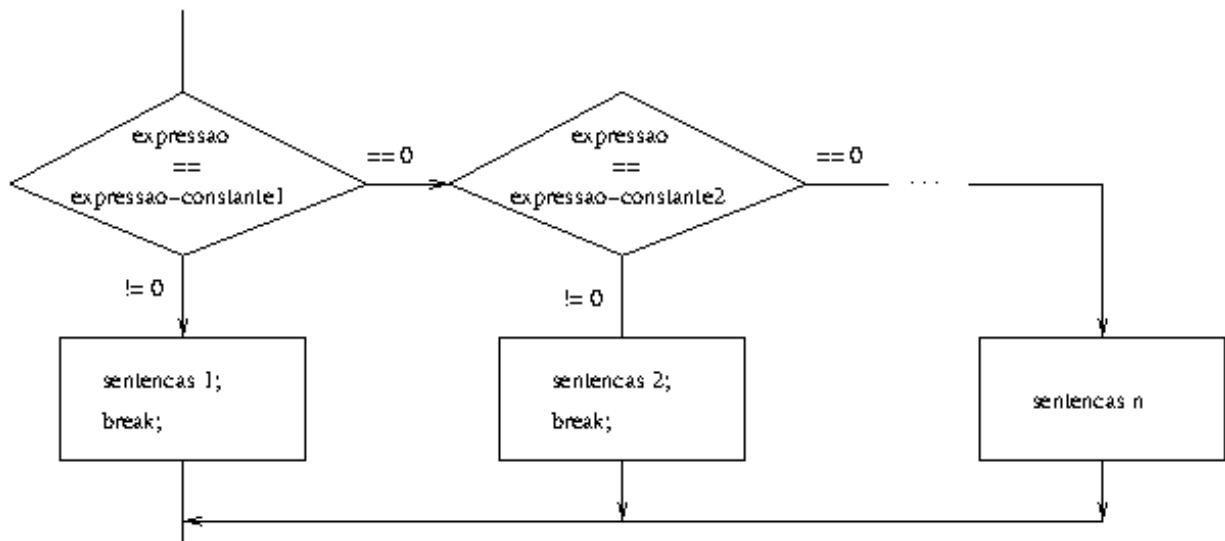 expressao
==
expressao-constante1
== 0
expressao
==
expressao-constante2
== 0
...
!= 0
!= 0
sentencas 1;
break;
sentencas 2;
break;
sentencas n